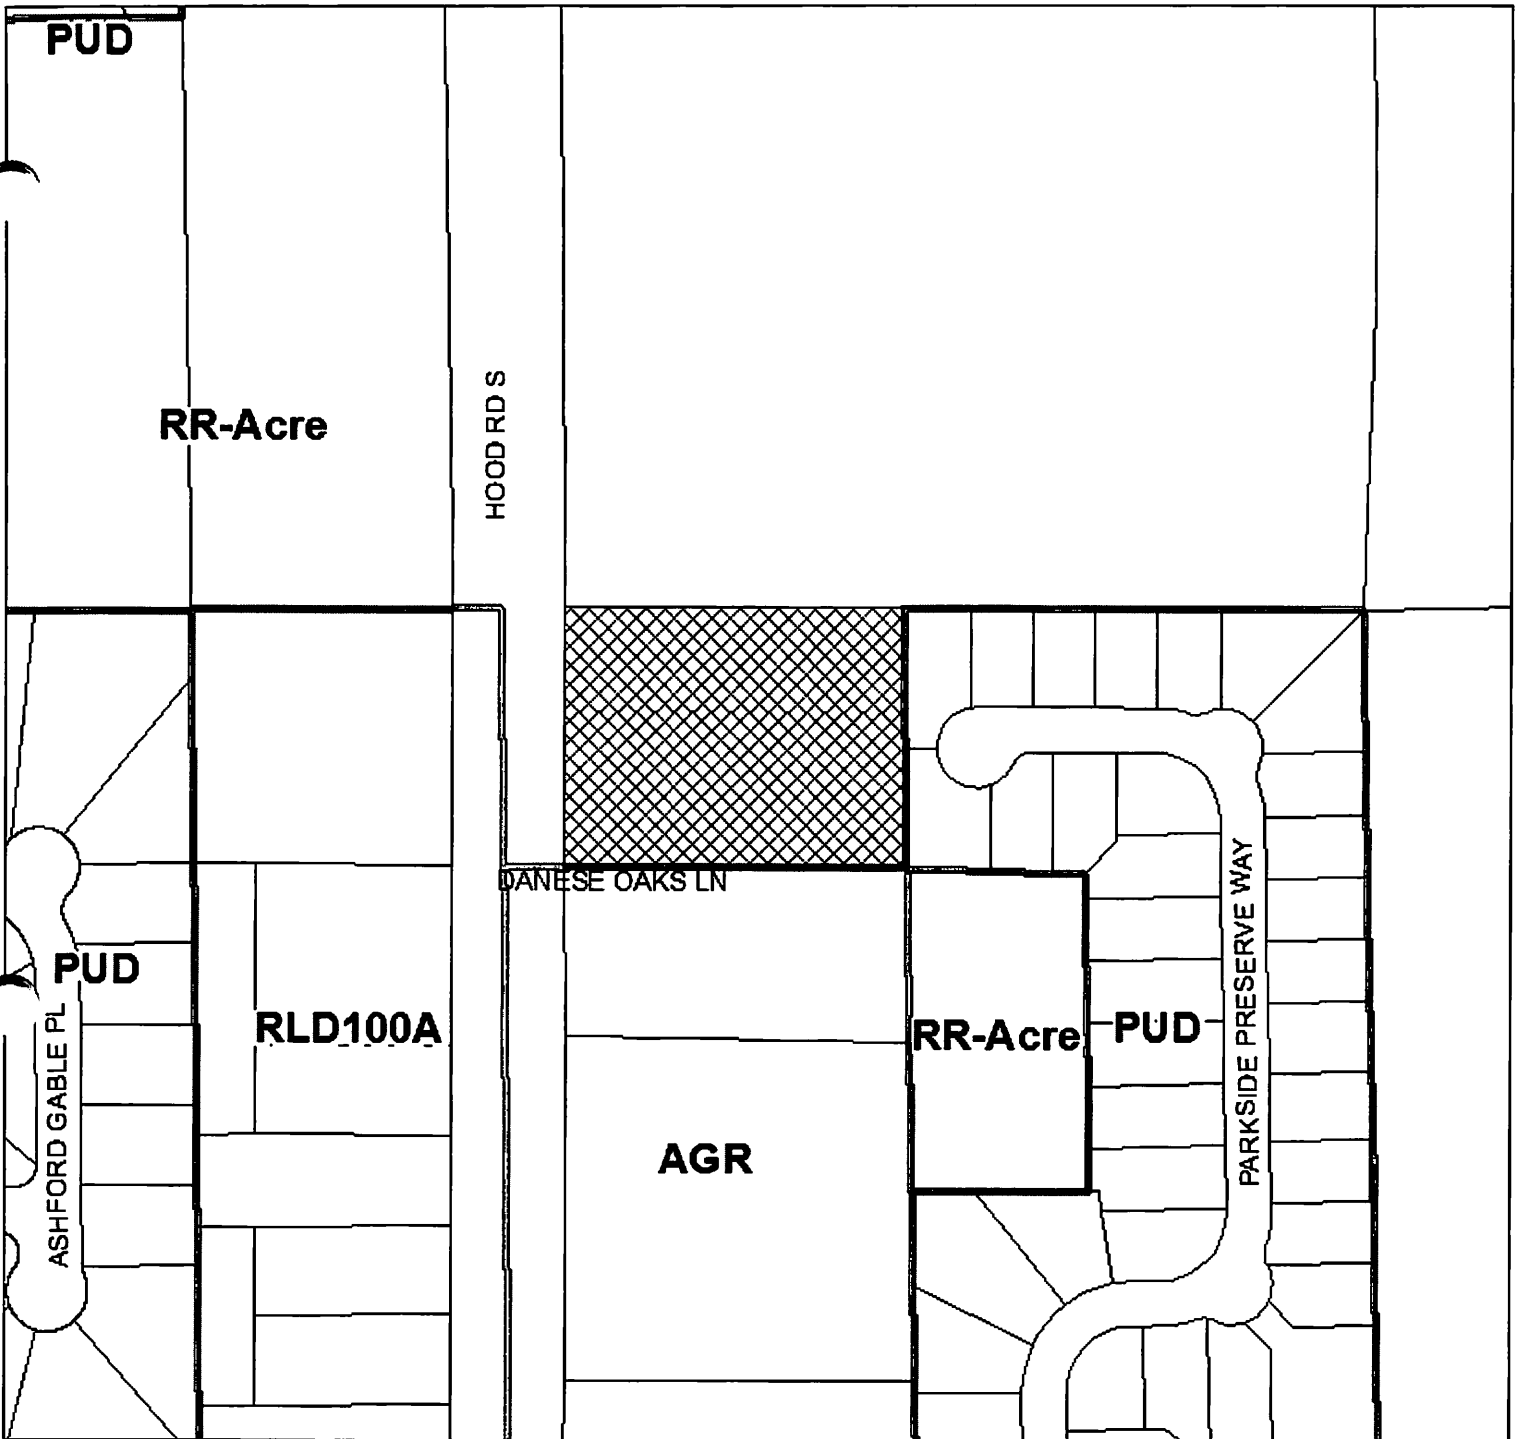 PUD
RR-Acre
HOOD RD S
DANESE OAKS LN
PUD
RLD100A
RR-Acre
PUD
PARKSIDE PRESERVE WAY
ASHFORD GABLE PL
AGR